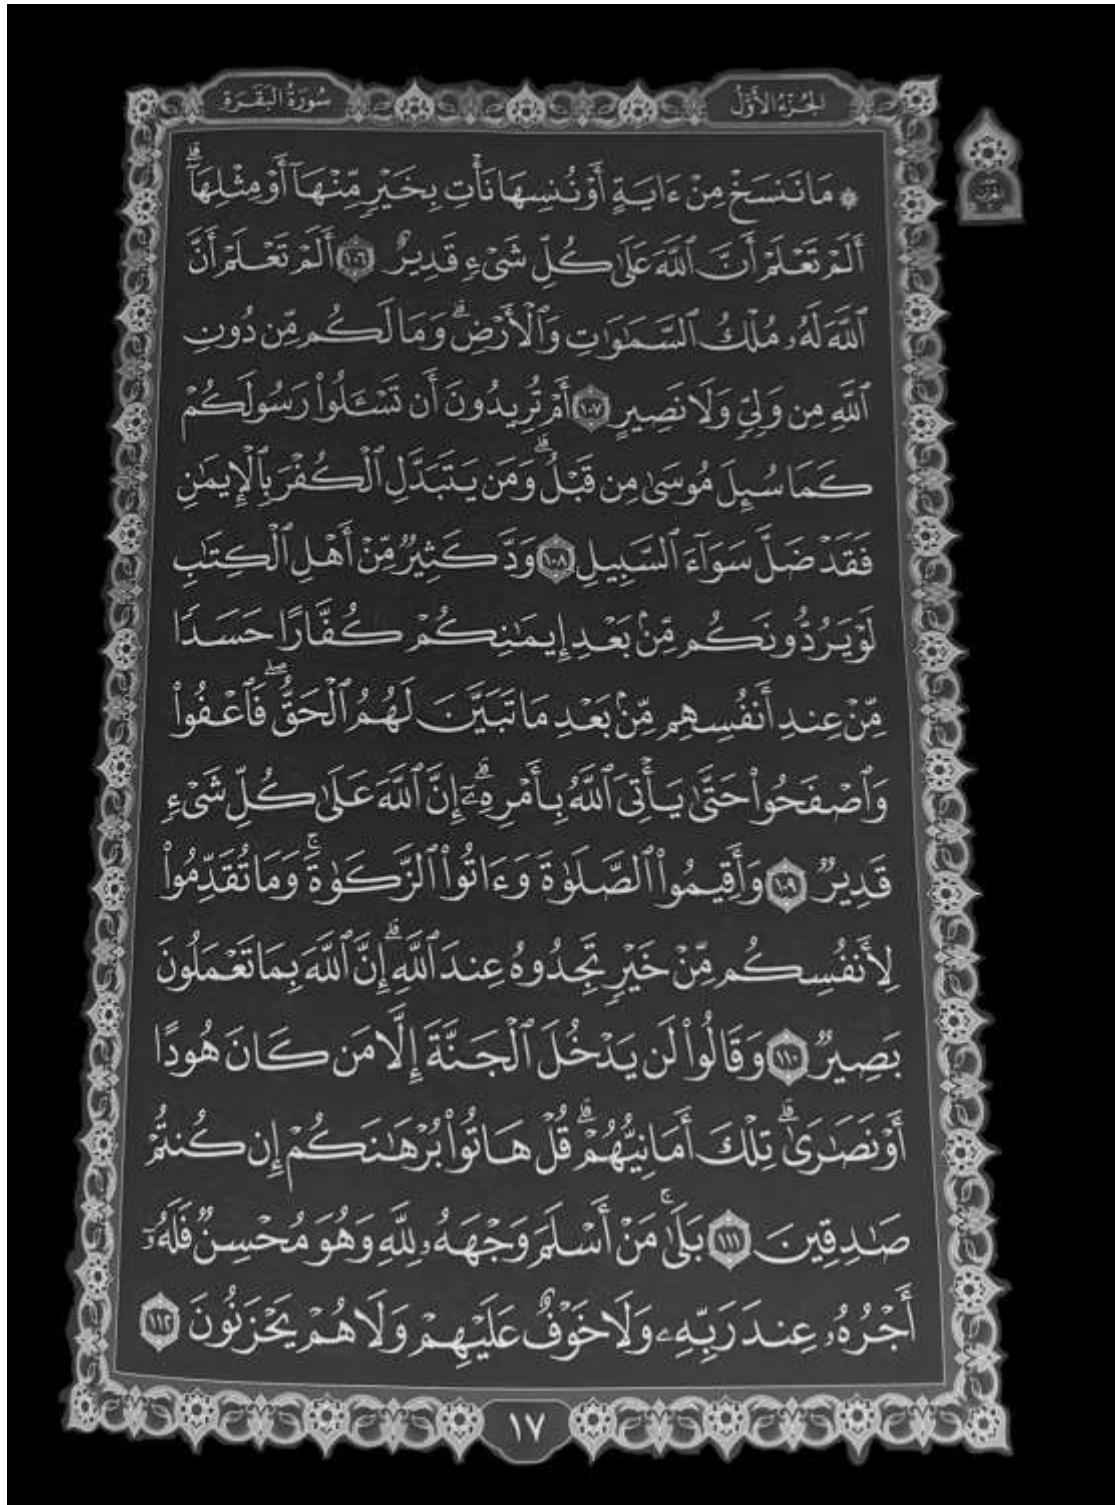 الجزء الأول
سورة البقرة
۞ مَا نَنسَخْ مِنْ ءَايَةٍ أَوْ نُنسِهَا نَأْتِ بِخَيْرٍ مِّنْهَآ أَوْ مِثْلِهَآۗ
أَلَمْ تَعْلَمْ أَنَّ ٱللَّهَ عَلَىٰ كُلِّ شَىْءٍ قَدِيرٌ ١٠٦ أَلَمْ تَعْلَمْ أَنَّ
ٱللَّهَ لَهُۥ مُلْكُ ٱلسَّمَٰوَٰتِ وَٱلْأَرْضِۗ وَمَا لَكُم مِّن دُونِ
ٱللَّهِ مِن وَلِىٍّ وَلَا نَصِيرٍ ١٠٧ أَمْ تُرِيدُونَ أَن تَسْـَٔلُوا۟ رَسُولَكُمْ
كَمَا سُئِلَ مُوسَىٰ مِن قَبْلُۗ وَمَن يَتَبَدَّلِ ٱلْكُفْرَ بِٱلْإِيمَٰنِ
فَقَدْ ضَلَّ سَوَآءَ ٱلسَّبِيلِ ١٠٨ وَدَّ كَثِيرٌ مِّنْ أَهْلِ ٱلْكِتَٰبِ
لَوْ يَرُدُّونَكُم مِّنۢ بَعْدِ إِيمَٰنِكُمْ كُفَّارًا حَسَدًا
مِّنْ عِندِ أَنفُسِهِم مِّنۢ بَعْدِ مَا تَبَيَّنَ لَهُمُ ٱلْحَقُّۖ فَٱعْفُوا۟
وَٱصْفَحُوا۟ حَتَّىٰ يَأْتِىَ ٱللَّهُ بِأَمْرِهِۦٓۗ إِنَّ ٱللَّهَ عَلَىٰ كُلِّ شَىْءٍ
قَدِيرٌ ١٠٩ وَأَقِيمُوا۟ ٱلصَّلَوٰةَ وَءَاتُوا۟ ٱلزَّكَوٰةَۚ وَمَا تُقَدِّمُوا۟
لِأَنفُسِكُم مِّنْ خَيْرٍ تَجِدُوهُ عِندَ ٱللَّهِۗ إِنَّ ٱللَّهَ بِمَا تَعْمَلُونَ
بَصِيرٌ ١١٠ وَقَالُوا۟ لَن يَدْخُلَ ٱلْجَنَّةَ إِلَّا مَن كَانَ هُودًا
أَوْ نَصَٰرَىٰۗ تِلْكَ أَمَانِيُّهُمْۗ قُلْ هَاتُوا۟ بُرْهَٰنَكُمْ إِن كُنتُمْ
صَٰدِقِينَ ١١١ بَلَىٰۚ مَنْ أَسْلَمَ وَجْهَهُۥ لِلَّهِ وَهُوَ مُحْسِنٌ فَلَهُۥٓ
أَجْرُهُۥ عِندَ رَبِّهِۦ وَلَا خَوْفٌ عَلَيْهِمْ وَلَا هُمْ يَحْزَنُونَ ١١٢
١٧